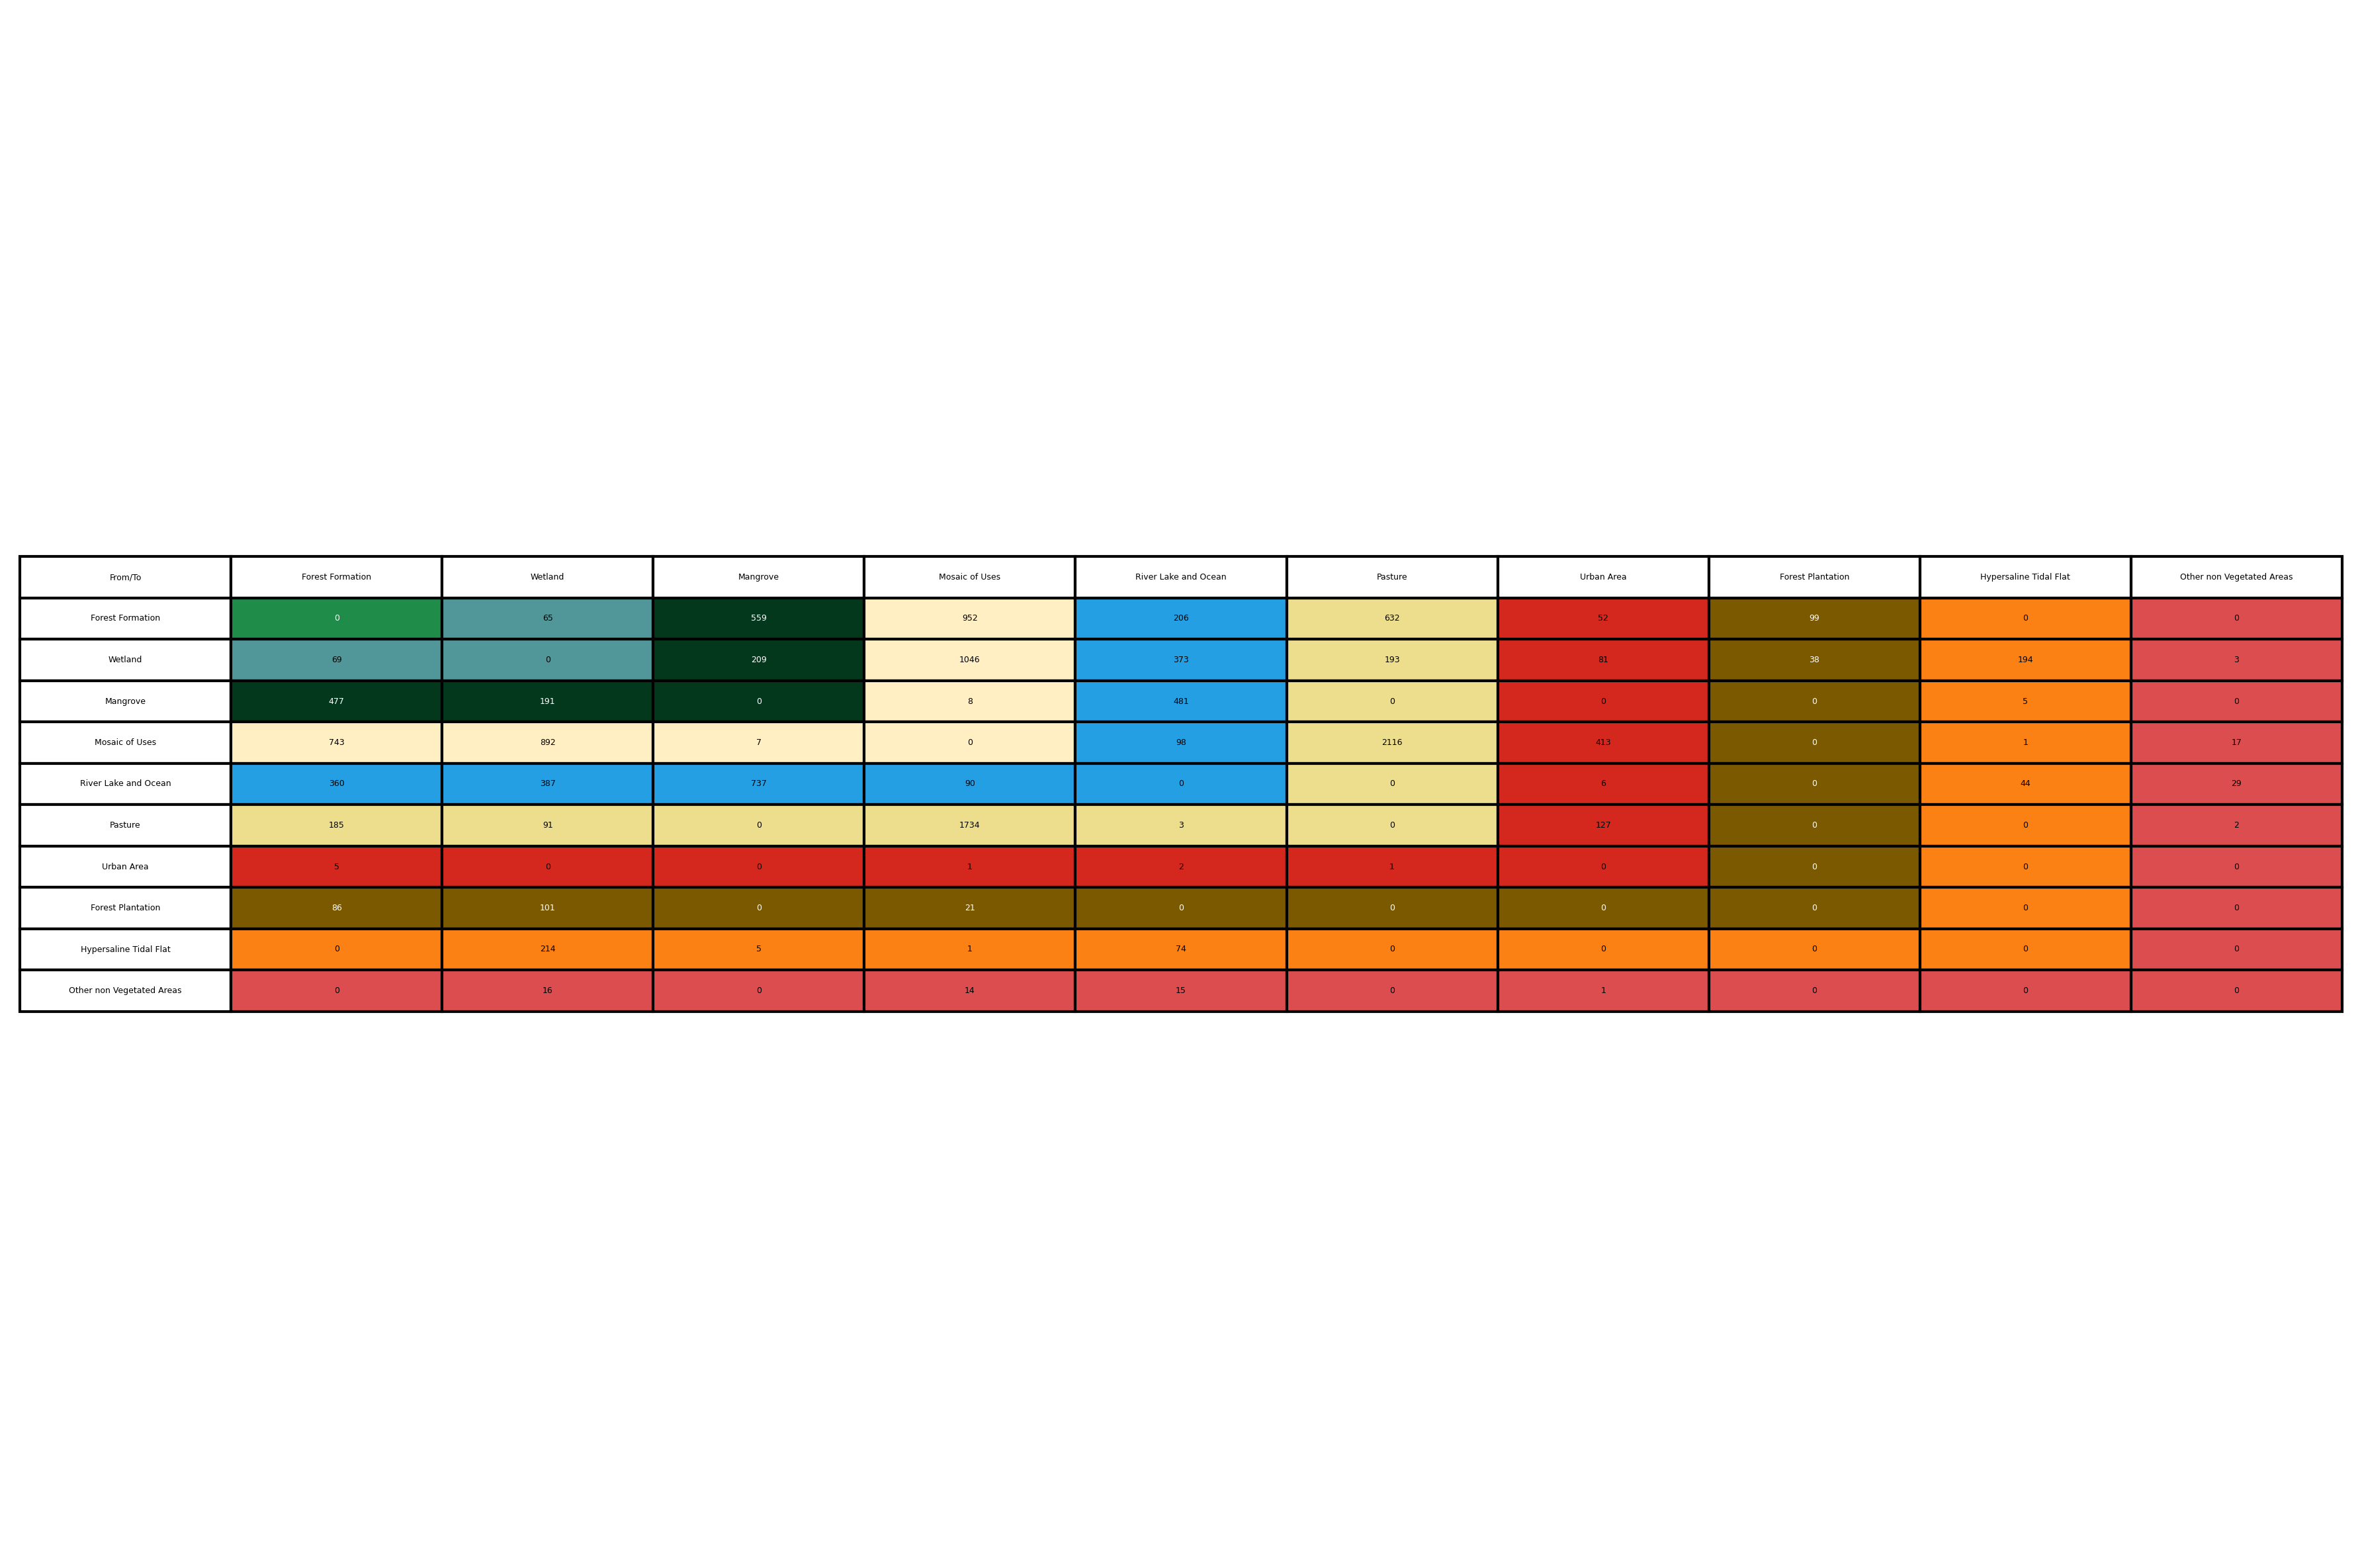 From/To Forest Formation Wetland Mangrove Mosaic of Uses River Lake and Ocean Pasture Urban Area Forest Plantation Hypersaline Tidal Flat Other non Vegetated Areas
Forest Formation 0 65 559 952 206 632 52 99 0 0
Wetland 69 0 209 1046 373 193 81 38 194 3
Mangrove 477 191 0 8 481 0 0 0 5 0
Mosaic of Uses 743 892 7 0 98 2116 413 0 1 17
River Lake and Ocean 360 387 737 90 0 0 6 0 44 29
Pasture 185 91 0 1734 3 0 127 0 0 2
Urban Area 5 0 0 1 2 1 0 0 0 0
Forest Plantation 86 101 0 21 0 0 0 0 0 0
Hypersaline Tidal Flat 0 214 5 1 74 0 0 0 0 0
Other non Vegetated Areas 0 16 0 14 15 0 1 0 0 0